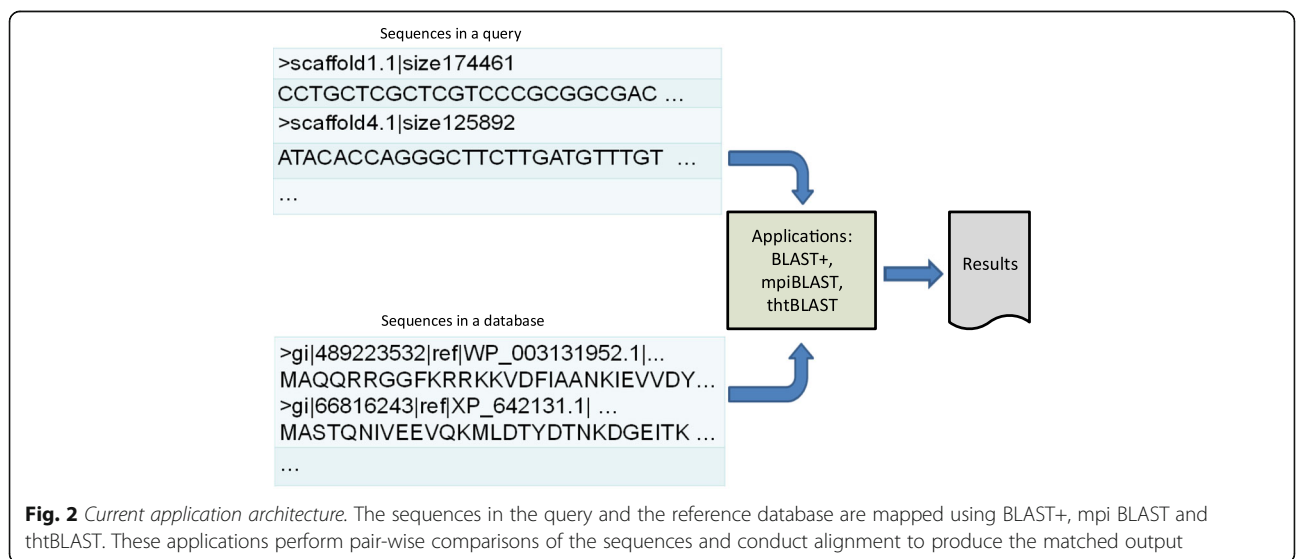 Sequences in a query
>scaffold1.1|size174461
CCTGCTCGCTCGTCCCGCGGCGAC ...
>scaffold4.1|size125892
ATACACCAGGGCTTCTTGATGTTTGT ...
...
Applications:
BLAST+,
mpiBLAST,
thtBLAST
Results
Sequences in a database
>gi|489223532|ref|WP_003131952.1|...
MAQQRRGGFKRRKKVDFIAANKIEVVDY...
>gi|66816243|ref|XP_642131.1| ...
MASTQNIVEEVQKMLDTYDTNKDGEITK ...
...
Fig. 2 Current application architecture. The sequences in the query and the reference database are mapped using BLAST+, mpi BLAST and
thtBLAST. These applications perform pair-wise comparisons of the sequences and conduct alignment to produce the matched output